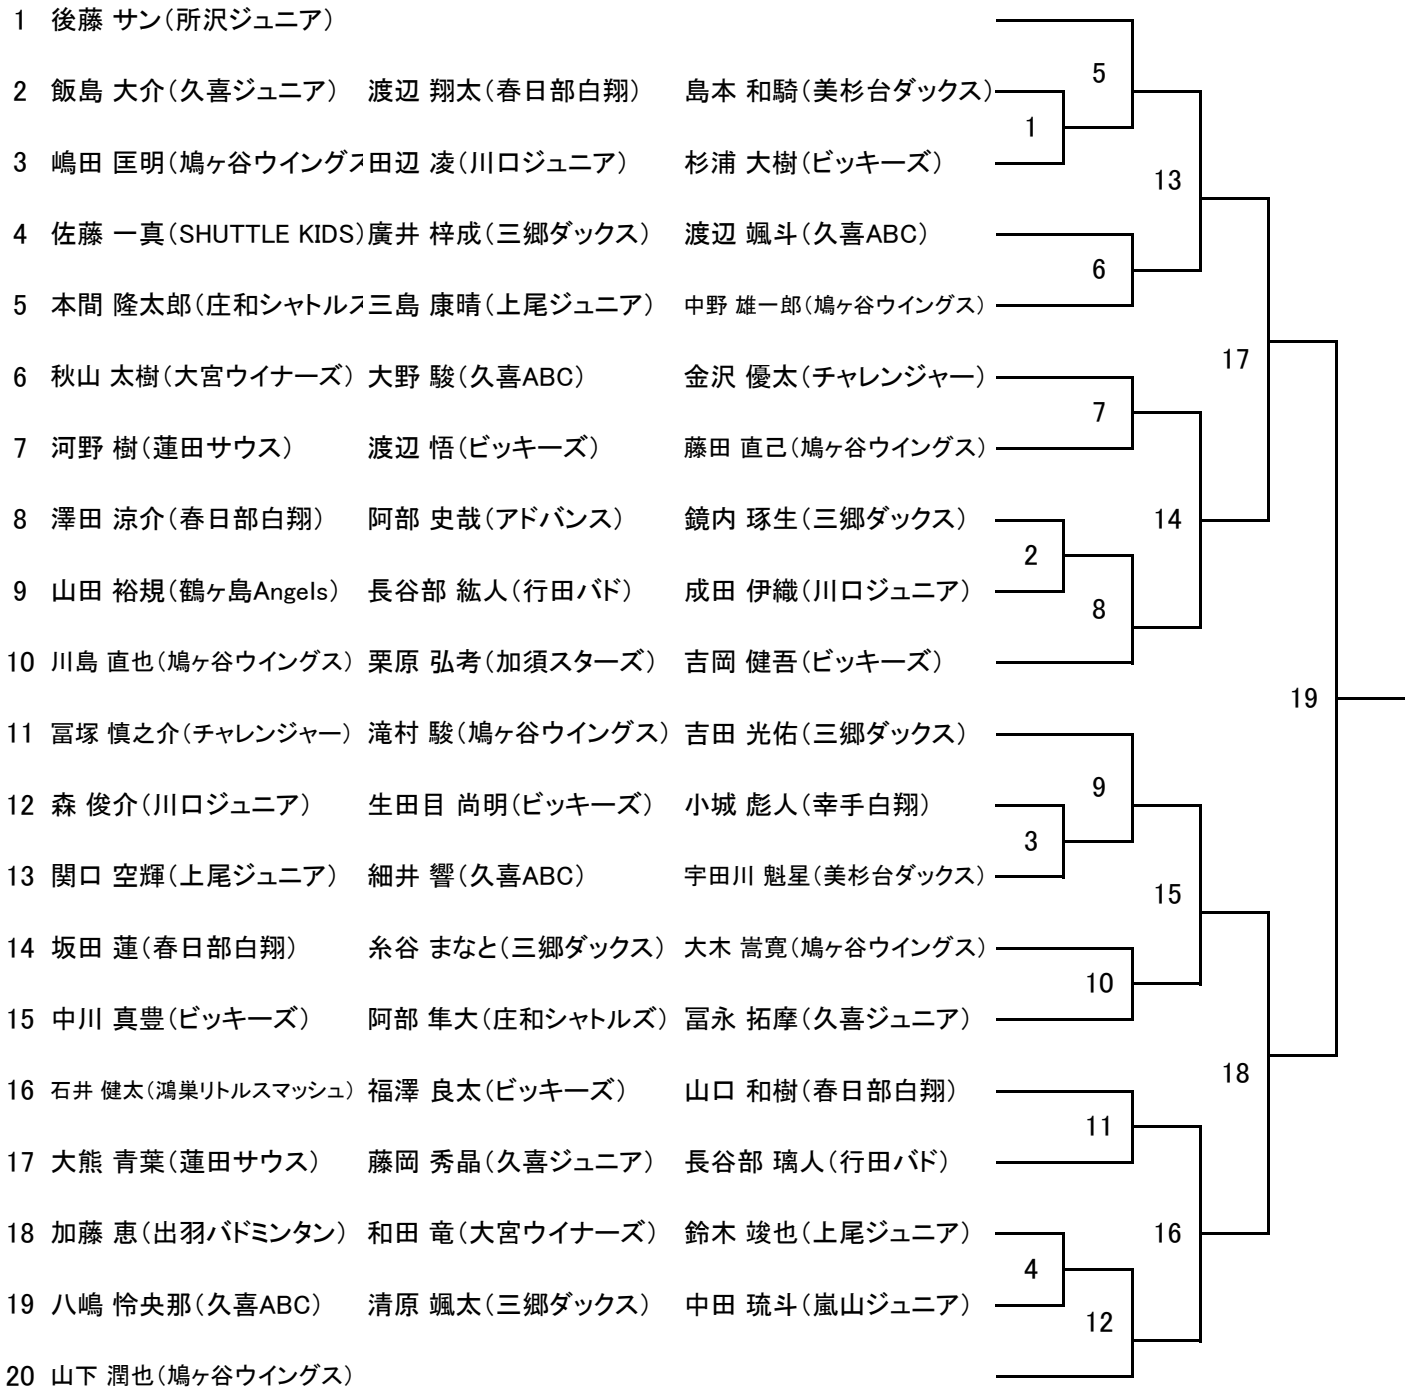 1 後藤 サン(所沢ジュニア)
2 飯島 大介(久喜ジュニア) 渡辺 翔太(春日部白翔) 島本 和騎(美杉台ダックス)
3 嶋田 匡明(鳩ヶ谷ウイングス 田辺 凌(川口ジュニア) 杉浦 大樹(ビッキーズ)
4 佐藤 一真(SHUTTLE KIDS) 廣井 梓成(三郷ダックス) 渡辺 颯斗(久喜ABC)
5 本間 隆太郎(庄和シャトルズ 三島 康晴(上尾ジュニア) 中野 雄一郎(鳩ヶ谷ウイングス)
6 秋山 太樹(大宮ウイナーズ) 大野 駿(久喜ABC) 金沢 優太(チャレンジャー)
7 河野 樹(蓮田サウス) 渡辺 悟(ビッキーズ) 藤田 直己(鳩ヶ谷ウイングス)
8 澤田 涼介(春日部白翔) 阿部 史哉(アドバンス) 鏡内 琢生(三郷ダックス)
9 山田 裕規(鶴ヶ島Angels) 長谷部 紘人(行田バド) 成田 伊織(川口ジュニア)
10 川島 直也(鳩ヶ谷ウイングス) 栗原 弘考(加須スターズ) 吉岡 健吾(ビッキーズ)
11 冨塚 慎之介(チャレンジャー) 滝村 駿(鳩ヶ谷ウイングス) 吉田 光佑(三郷ダックス)
12 森 俊介(川口ジュニア) 生田目 尚明(ビッキーズ) 小城 彪人(幸手白翔)
13 関口 空輝(上尾ジュニア) 細井 響(久喜ABC) 宇田川 魁星(美杉台ダックス)
14 坂田 蓮(春日部白翔) 糸谷 まなと(三郷ダックス) 大木 嵩寛(鳩ヶ谷ウイングス)
15 中川 真豊(ビッキーズ) 阿部 隼大(庄和シャトルズ) 冨永 拓摩(久喜ジュニア)
16 石井 健太(鴻巣リトルスマッシュ) 福澤 良太(ビッキーズ) 山口 和樹(春日部白翔)
17 大熊 青葉(蓮田サウス) 藤岡 秀晶(久喜ジュニア) 長谷部 璃人(行田バド)
18 加藤 恵(出羽バドミンタン) 和田 竜(大宮ウイナーズ) 鈴木 竣也(上尾ジュニア)
19 八嶋 怜央那(久喜ABC) 清原 颯太(三郷ダックス) 中田 琉斗(嵐山ジュニア)
20 山下 潤也(鳩ヶ谷ウイングス)
1
2
3
4
5
6
7
8
9
10
11
12
13
14
15
16
17
18
19